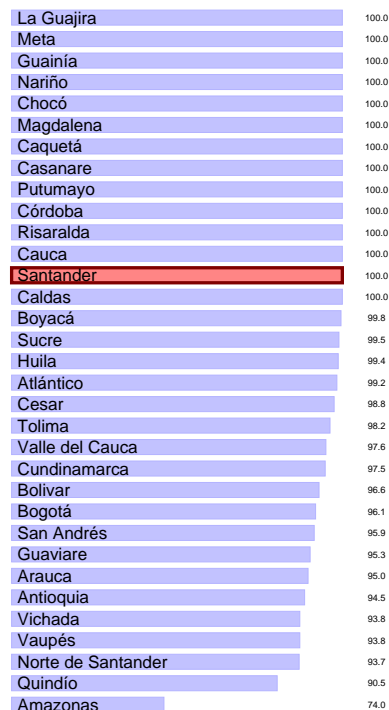 La Guajira 100.0
Meta 100.0
Guainía 100.0
Nariño 100.0
Chocó 100.0
Magdalena 100.0
Caquetá 100.0
Casanare 100.0
Putumayo 100.0
Córdoba 100.0
Risaralda 100.0
Cauca 100.0
Santander 100.0
Caldas 100.0
Boyacá 99.8
Sucre 99.5
Huila 99.4
Atlántico 99.2
Cesar 98.8
Tolima 98.2
Valle del Cauca 97.6
Cundinamarca 97.5
Bolivar 96.6
Bogotá 96.1
San Andrés 95.9
Guaviare 95.3
Arauca 95.0
Antioquia 94.5
Vichada 93.8
Vaupés 93.8
Norte de Santander 93.7
Quindío 90.5
Amazonas 74.0